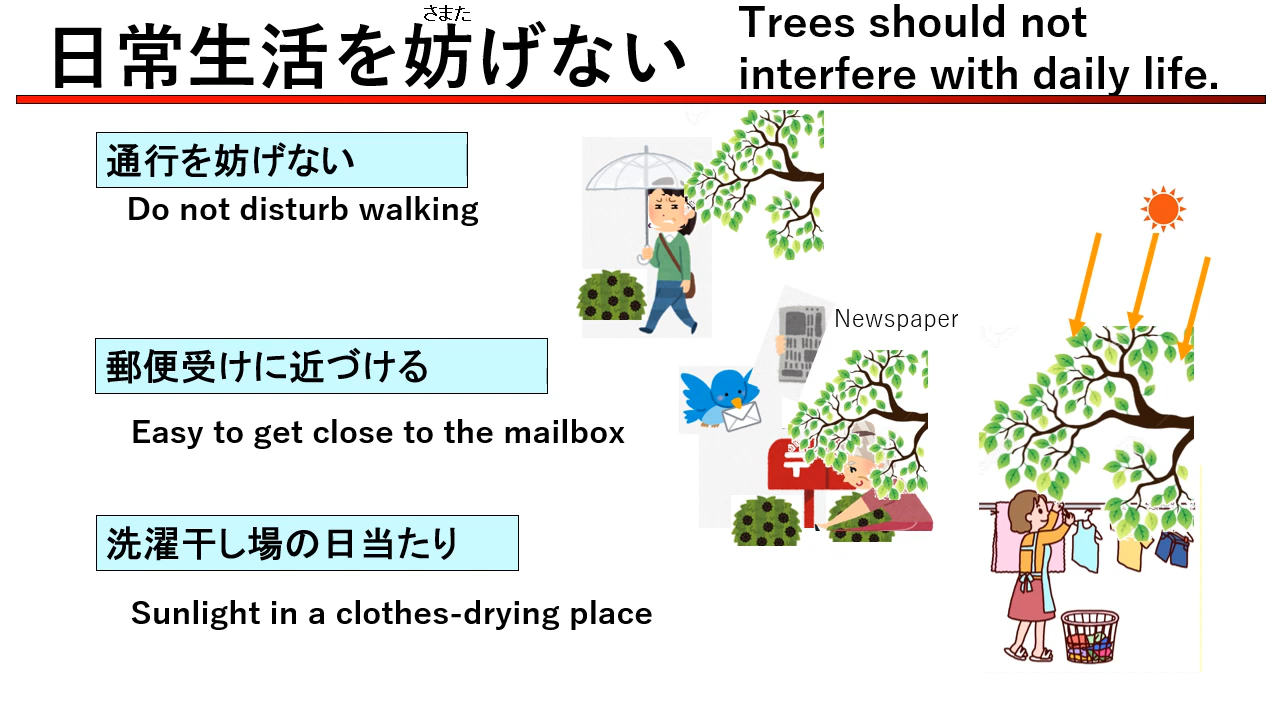 さまた
日常生活を妨げない
Trees should not
interfere with daily life.
通行を妨げない
Do not disturb walking
Newspaper
郵便受けに近づける
Easy to get close to the mailbox
洗濯干し場の日当たり
Sunlight in a clothes-drying place